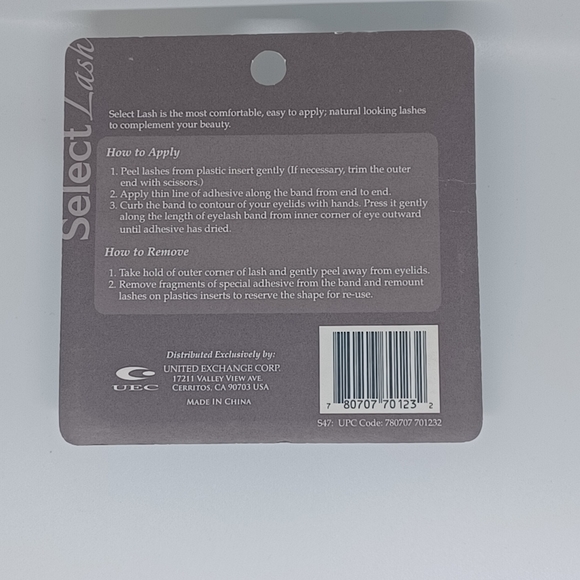 Select Lash
Select Lash is the most comfortable, easy to apply; natural looking lashes
to complement your beauty.
How to Apply
1. Peel lashes from plastic insert gently (If necessary, trim the outer
end with scissors.)
2. Apply thin line of adhesive along the band from end to end.
3. Curb the band to contour of your eyelids with hands. Press it gently
along the length of eyelash band from inner corner of eye outward
until adhesive has dried.
How to Remove
1. Take hold of outer corner of lash and gently peel away from eyelids.
2. Remove fragments of special adhesive from the band and remount
lashes on plastics inserts to reserve the shape for re-use.
Distributed Exclusively by:
UEC
UNITED EXCHANGE CORP.
17211 VALLEY VIEW AVE.
CERRITOS, CA 90703 USA
MADE IN CHINA
7 80707 70123 2
S47: UPC Code: 780707 701232